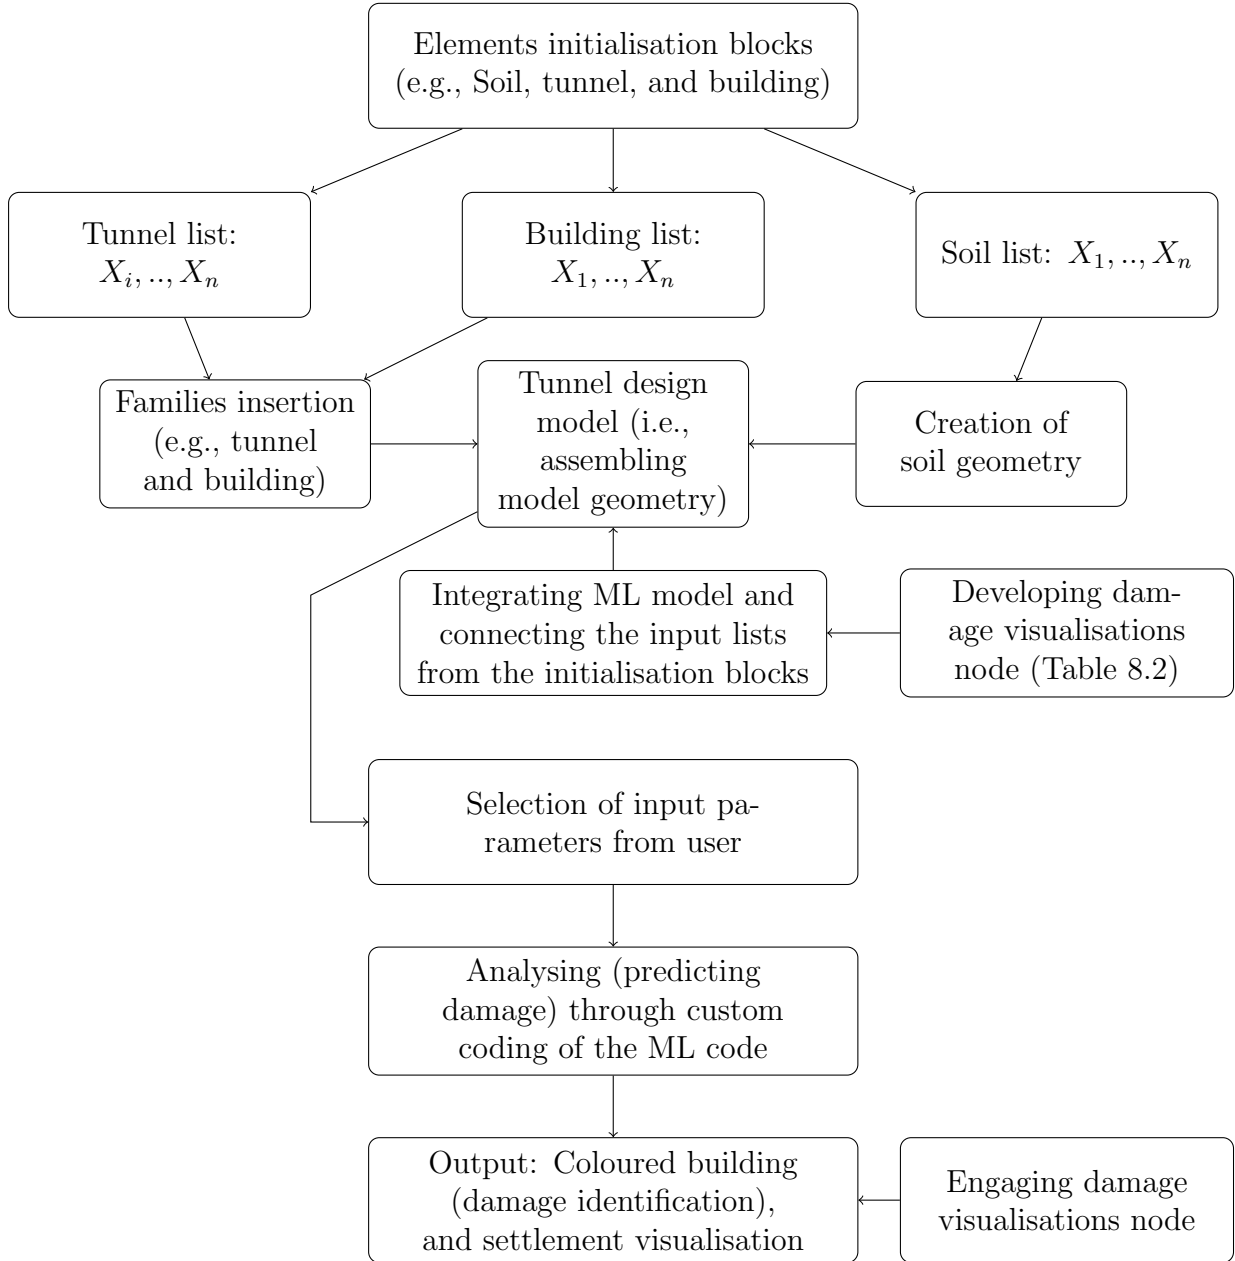 Elements initialisation blocks
(e.g., Soil, tunnel, and building)
Tunnel list:
X_i, .., X_n
Building list:
X_1, .., X_n
Soil list: X_1, .., X_n
Families insertion
(e.g., tunnel
and building)
Tunnel design
model (i.e.,
assembling
model geometry)
Creation of
soil geometry
Integrating ML model and
connecting the input lists
from the initialisation blocks
Developing dam-
age visualisations
node (Table 8.2)
Selection of input pa-
rameters from user
Analysing (predicting
damage) through custom
coding of the ML code
Output: Coloured building
(damage identification),
and settlement visualisation
Engaging damage
visualisations node